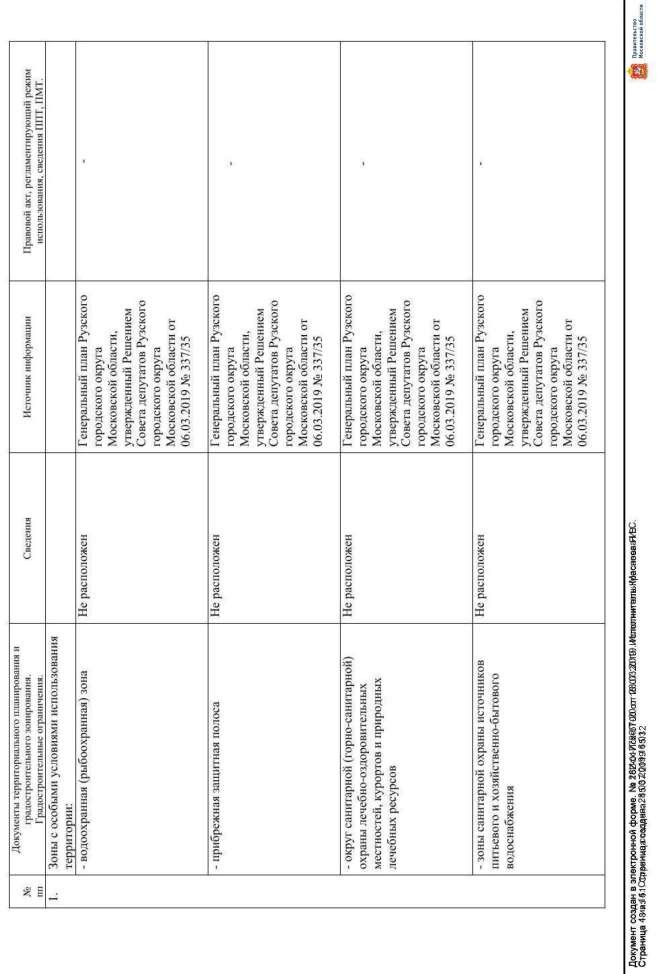 №
пп
Документы территориального планирования и
градостроительного зонирования.
Градостроительные ограничения.
Сведения
Источник информации
Правовой акт, регламентирующий режим
использования, сведения ППТ, ПМТ.
1.
Зоны с особыми условиями использования
территории:
- водоохранная (рыбоохранная) зона
Не расположен
Генеральный план Рузского
городского округа
Московской области,
утвержденный Решением
Совета депутатов Рузского
городского округа
Московской области от
06.03.2019 № 337/35
-
- прибрежная защитная полоса
Не расположен
Генеральный план Рузского
городского округа
Московской области,
утвержденный Решением
Совета депутатов Рузского
городского округа
Московской области от
06.03.2019 № 337/35
-
- округ санитарной (горно-санитарной)
охраны лечебно-оздоровительных
местностей, курортов и природных
лечебных ресурсов
Не расположен
Генеральный план Рузского
городского округа
Московской области,
утвержденный Решением
Совета депутатов Рузского
городского округа
Московской области от
06.03.2019 № 337/35
-
- зоны санитарной охраны источников
питьевого и хозяйственно-бытового
водоснабжения
Не расположен
Генеральный план Рузского
городского округа
Московской области,
утвержденный Решением
Совета депутатов Рузского
городского округа
Московской области от
06.03.2019 № 337/35
-
Документ создан в электронной форме. №
Страница
Правительство
Московской области